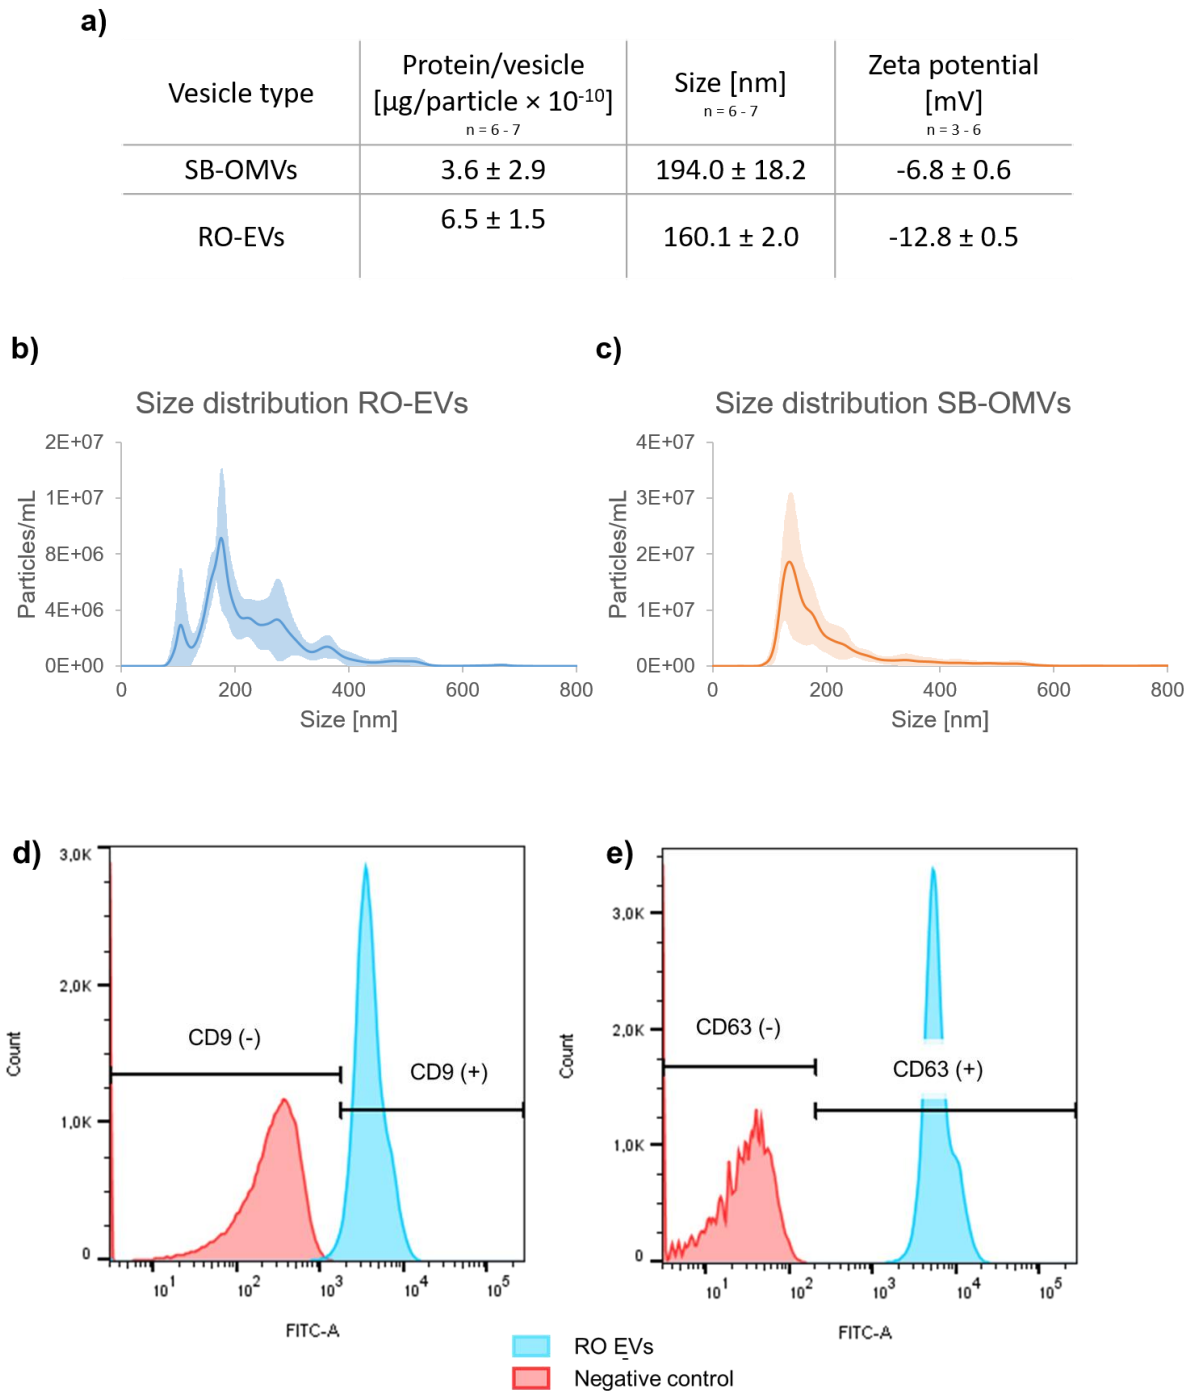 a)
Vesicle type
Protein/vesicle
[µg/particle × 10⁻¹⁰]
n = 6 - 7
Size [nm]
n = 6 - 7
Zeta potential
[mV]
n = 3 - 6
SB-OMVs 3.6 ± 2.9 194.0 ± 18.2 -6.8 ± 0.6
RO-EVs 6.5 ± 1.5 160.1 ± 2.0 -12.8 ± 0.5
b)
Size distribution RO-EVs
Particles/mL
2E+07
1E+07
8E+06
4E+06
0E+00
0 200 400 600 800
Size [nm]
c)
Size distribution SB-OMVs
Particles/mL
4E+07
3E+07
2E+07
1E+07
0E+00
0 200 400 600 800
Size [nm]
d)
Count
3,0K
2,0K
1,0K
0
CD9 (-)
CD9 (+)
10¹ 10² 10³ 10⁴ 10⁵
FITC-A
e)
Count
3,0K
2,0K
1,0K
0
CD63 (-)
CD63 (+)
10¹ 10² 10³ 10⁴ 10⁵
FITC-A
RO EVs
Negative control